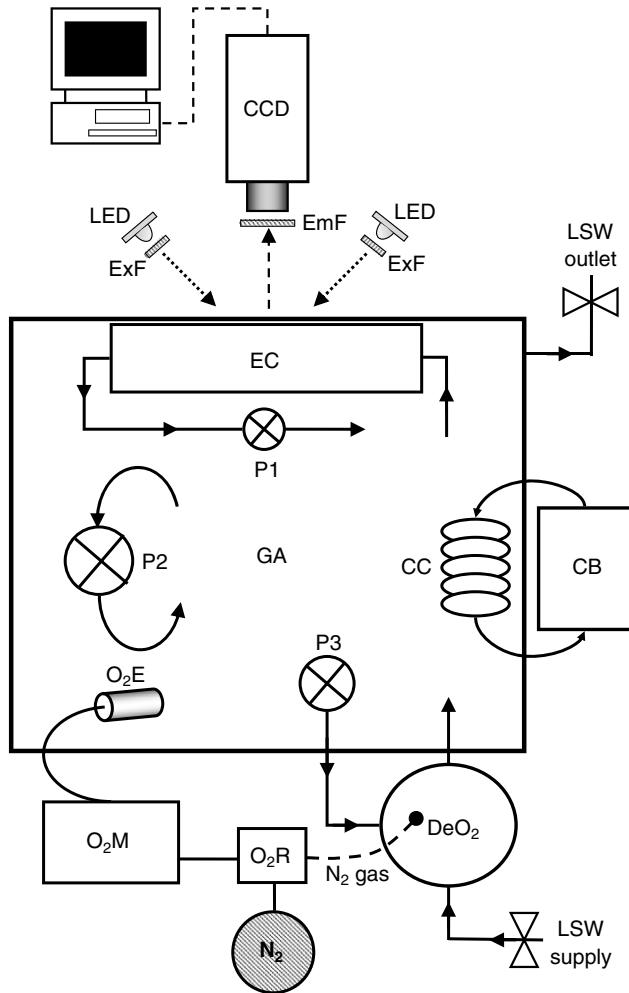 CCD
LED
EmF
LED
ExF
ExF
LSW
outlet
EC
P1
P2
GA
CC
CB
P3
O₂E
O₂M
O₂R
DeO₂
N₂ gas
N₂
LSW
supply